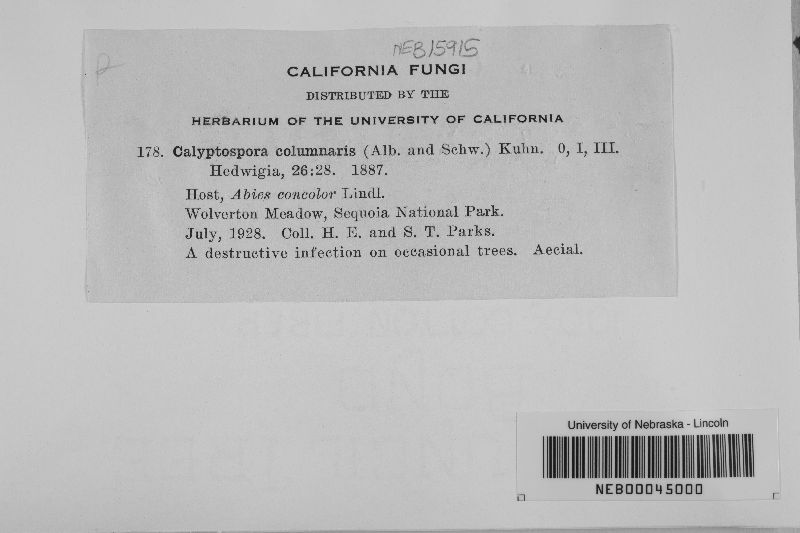 NEB15915
2
CALIFORNIA FUNGI
DISTRIBUTED BY THE
HERBARIUM OF THE UNIVERSITY OF CALIFORNIA
178. Calyptospora columnaris (Alb. and Schw.) Kuhn. 0, I, III.
Hedwigia, 26:28. 1887.
Host, Abies concolor Lindl.
Wolverton Meadow, Sequoia National Park.
July, 1928. Coll. H. E. and S. T. Parks.
A destructive infection on occasional trees. Aecial.
University of Nebraska - Lincoln
NEB00045000